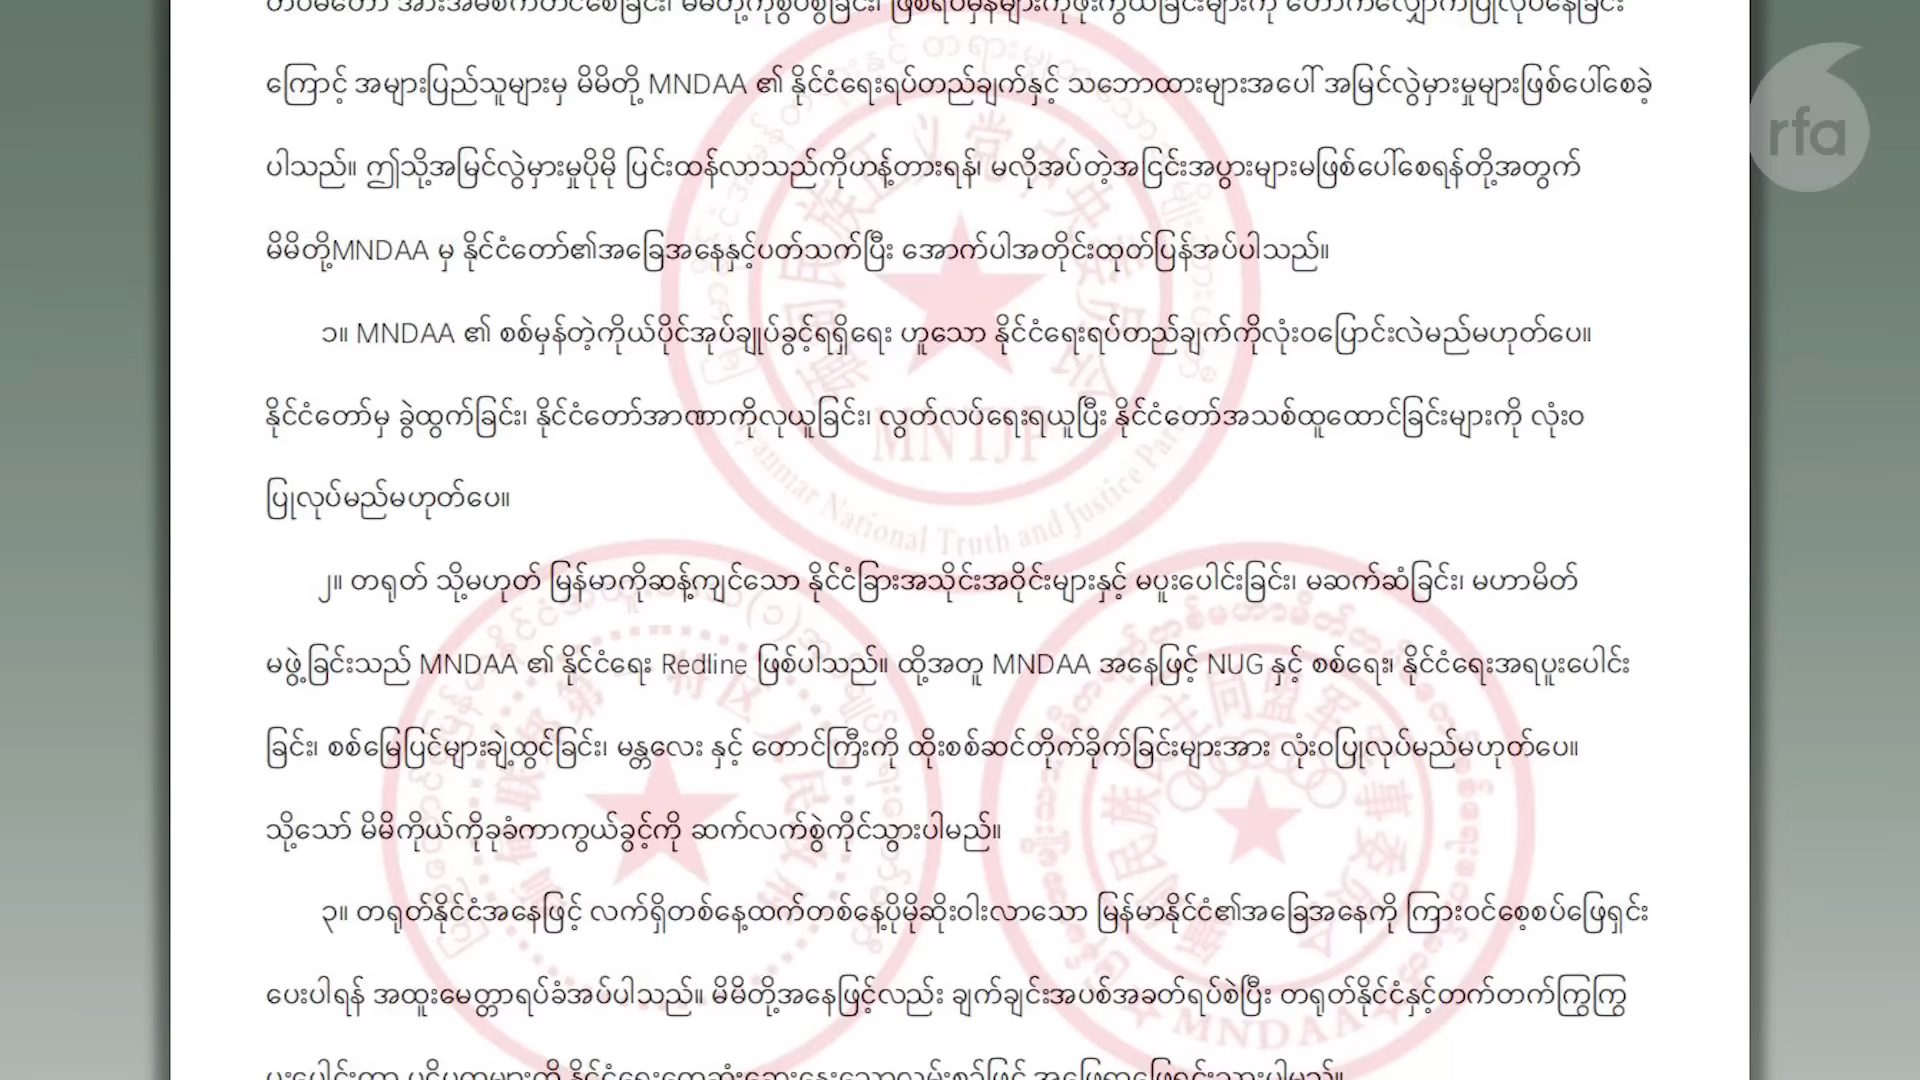 ကြောင့် အများပြည်သူများမှ မိမိတို့ MNDAA ၏ နိုင်ငံရေးရပ်တည်ချက်နှင့် သဘောထားများအပေါ် အမြင်လွဲမှားမှုများဖြစ်ပေါ်စေခဲ့
ပါသည်။ ဤသို့အမြင်လွဲမှားမှုပိုမို ပြင်းထန်လာသည်ကိုဟန့်တားရန်၊ မလိုအပ်တဲ့အငြင်းအပွားများမဖြစ်ပေါ်စေရန်တို့အတွက်
မိမိတို့MNDAA မှ နိုင်ငံတော်၏အခြေအနေနှင့်ပတ်သက်ပြီး အောက်ပါအတိုင်းထုတ်ပြန်အပ်ပါသည်။
၁။ MNDAA ၏ စစ်မှန်တဲ့ကိုယ်ပိုင်အုပ်ချုပ်ခွင့်ရရှိရေး ဟူသော နိုင်ငံရေးရပ်တည်ချက်ကိုလုံးဝပြောင်းလဲမည်မဟုတ်ပေ။
နိုင်ငံတော်မှ ခွဲထွက်ခြင်း၊ နိုင်ငံတော်အာဏာကိုလုယူခြင်း၊ လွတ်လပ်ရေးရယူပြီး နိုင်ငံတော်အသစ်ထူထောင်ခြင်းများကို လုံးဝ
ပြုလုပ်မည်မဟုတ်ပေ။
၂။ တရုတ် သို့မဟုတ် မြန်မာကိုဆန့်ကျင်သော နိုင်ငံခြားအသိုင်းအဝိုင်းများနှင့် မပူးပေါင်းခြင်း၊ မဆက်ဆံခြင်း၊ မဟာမိတ်
မဖွဲ့ခြင်းသည် MNDAA ၏ နိုင်ငံရေး Redline ဖြစ်ပါသည်။ ထို့အတူ MNDAA အနေဖြင့် NUG နှင့် စစ်ရေး၊ နိုင်ငံရေးအရပူးပေါင်း
ခြင်း၊ စစ်မြေပြင်များချဲ့ထွင်ခြင်း၊ မန္တလေး နှင့် တောင်ကြီးကို ထိုးစစ်ဆင်တိုက်ခိုက်ခြင်းများအား လုံးဝပြုလုပ်မည်မဟုတ်ပေ။
သို့သော် မိမိကိုယ်ကိုခုခံကာကွယ်ခွင့်ကို ဆက်လက်စွဲကိုင်သွားပါမည်။
၃။ တရုတ်နိုင်ငံအနေဖြင့် လက်ရှိတစ်နေ့ထက်တစ်နေ့ပိုမိုဆိုးဝါးလာသော မြန်မာနိုင်ငံ၏အခြေအနေကို ကြားဝင်စေ့စပ်ဖြေရှင်း
ပေးပါရန် အထူးမေတ္တာရပ်ခံအပ်ပါသည်။ မိမိတို့အနေဖြင့်လည်း ချက်ချင်းအပစ်အခတ်ရပ်စဲပြီး တရုတ်နိုင်ငံနှင့်တက်တက်ကြွကြွ
rfa
MNTJP
Myanmar National Truth and Justice Party
MNDAA